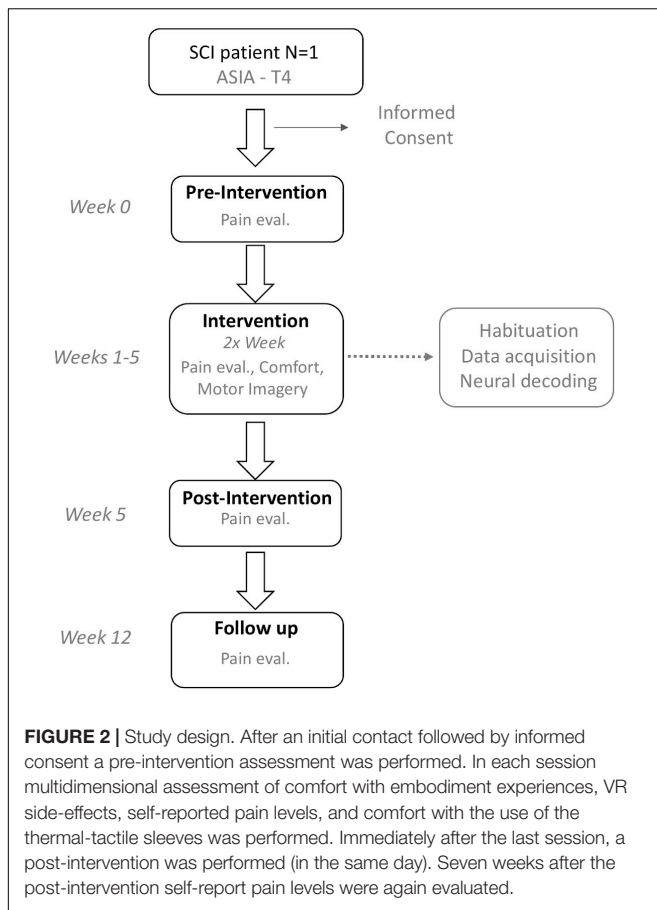 SCI patient N=1
ASIA - T4
Informed
Consent
Week 0
Pre-Intervention
Pain eval.
Weeks 1-5
Intervention
2x Week
Pain eval., Comfort,
Motor Imagery
Habituation
Data acquisition
Neural decoding
Week 5
Post-Intervention
Pain eval.
Week 12
Follow up
Pain eval.
FIGURE 2 | Study design. After an initial contact followed by informed
consent a pre-intervention assessment was performed. In each session
multidimensional assessment of comfort with embodiment experiences, VR
side-effects, self-reported pain levels, and comfort with the use of the
thermal-tactile sleeves was performed. Immediately after the last session, a
post-intervention was performed (in the same day). Seven weeks after the
post-intervention self-report pain levels were again evaluated.